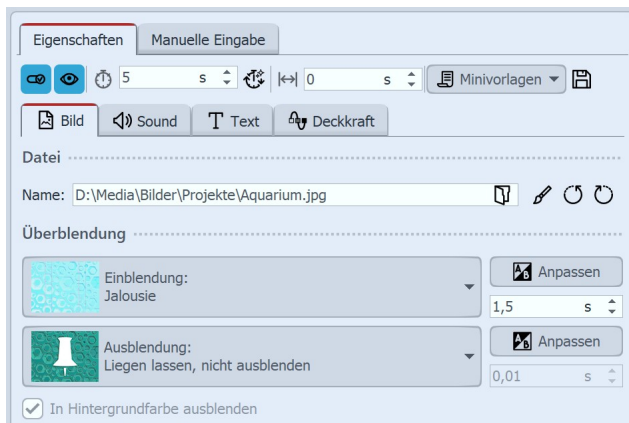 Eigenschaften Manuelle Eingabe
5 s 0 s Minivorlagen
Bild Sound Text Deckkraft
Datei
Name: D:\Media\Bilder\Projekte\Aquarium.jpg
Überblendung
Einblendung: Anpassen
Jalousie
1,5 s
Ausblendung: Anpassen
Liegen lassen, nicht ausblenden
0,01 s
In Hintergrundfarbe ausblenden